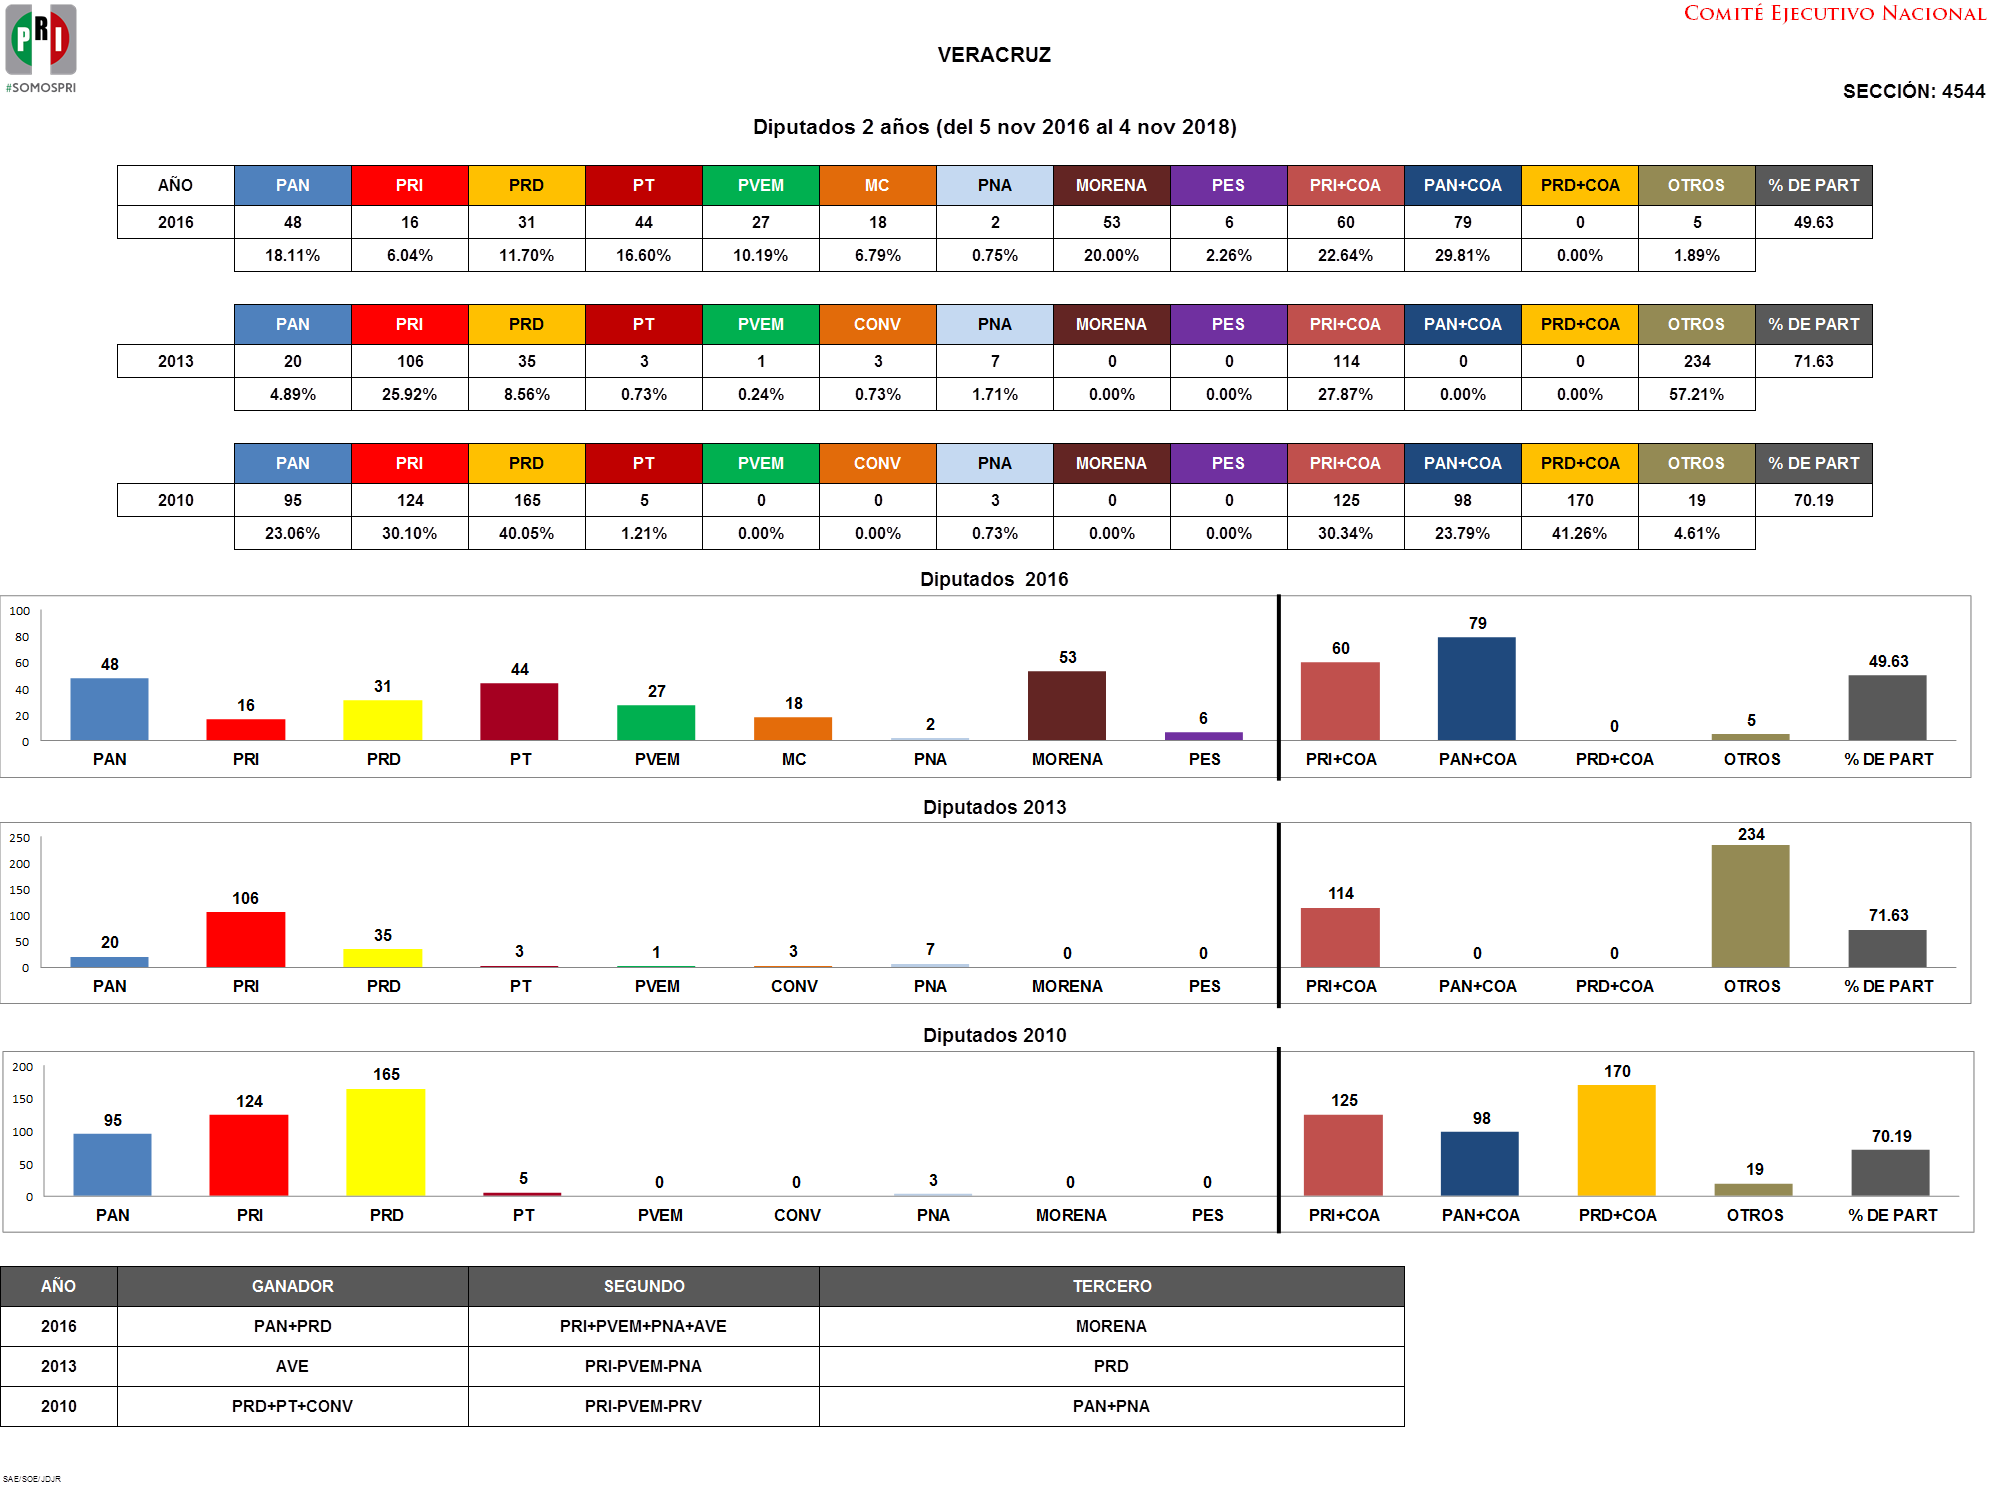 COMITÉ EJECUTIVO NACIONAL
PRI
#SOMOSPRI
VERACRUZ
SECCIÓN: 4544
Diputados 2 años (del 5 nov 2016 al 4 nov 2018)
AÑO PAN PRI PRD PT PVEM MC PNA MORENA PES PRI+COA PAN+COA PRD+COA OTROS % DE PART
2016 48 16 31 44 27 18 2 53 6 60 79 0 5 49.63
18.11% 6.04% 11.70% 16.60% 10.19% 6.79% 0.75% 20.00% 2.26% 22.64% 29.81% 0.00% 1.89%
PAN PRI PRD PT PVEM CONV PNA MORENA PES PRI+COA PAN+COA PRD+COA OTROS % DE PART
2013 20 106 35 3 1 3 7 0 0 114 0 0 234 71.63
4.89% 25.92% 8.56% 0.73% 0.24% 0.73% 1.71% 0.00% 0.00% 27.87% 0.00% 0.00% 57.21%
PAN PRI PRD PT PVEM CONV PNA MORENA PES PRI+COA PAN+COA PRD+COA OTROS % DE PART
2010 95 124 165 5 0 0 3 0 0 125 98 170 19 70.19
23.06% 30.10% 40.05% 1.21% 0.00% 0.00% 0.73% 0.00% 0.00% 30.34% 23.79% 41.26% 4.61%
Diputados 2016
100
80
60
40
20
0
48 16 31 44 27 18 2 53 6 60 79 0 5 49.63
PAN PRI PRD PT PVEM MC PNA MORENA PES PRI+COA PAN+COA PRD+COA OTROS % DE PART
Diputados 2013
250
200
150
100
50
0
20 106 35 3 1 3 7 0 0 114 0 0 234 71.63
PAN PRI PRD PT PVEM CONV PNA MORENA PES PRI+COA PAN+COA PRD+COA OTROS % DE PART
Diputados 2010
200
150
100
50
0
95 124 165 5 0 0 3 0 0 125 98 170 19 70.19
PAN PRI PRD PT PVEM CONV PNA MORENA PES PRI+COA PAN+COA PRD+COA OTROS % DE PART
AÑO GANADOR SEGUNDO TERCERO
2016 PAN+PRD PRI+PVEM+PNA+AVE MORENA
2013 AVE PRI-PVEM-PNA PRD
2010 PRD+PT+CONV PRI-PVEM-PRV PAN+PNA
SAE/SOE/JDJR